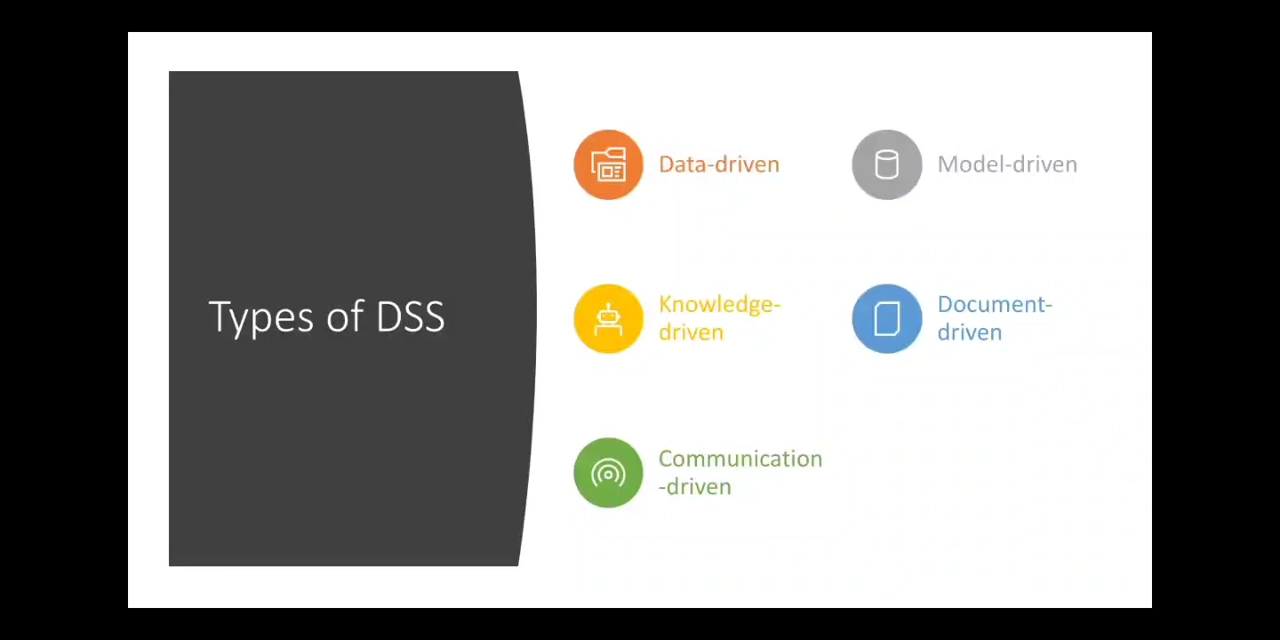 Types of DSS
Data-driven
Model-driven
Knowledge-
driven
Document-
driven
Communication
-driven